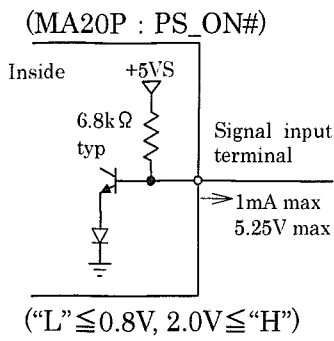 (MA20P : PS_ON#)
Inside
+5VS
6.8kΩ
typ
Signal input
terminal
1mA max
5.25V max
("L"≦0.8V, 2.0V≦"H")